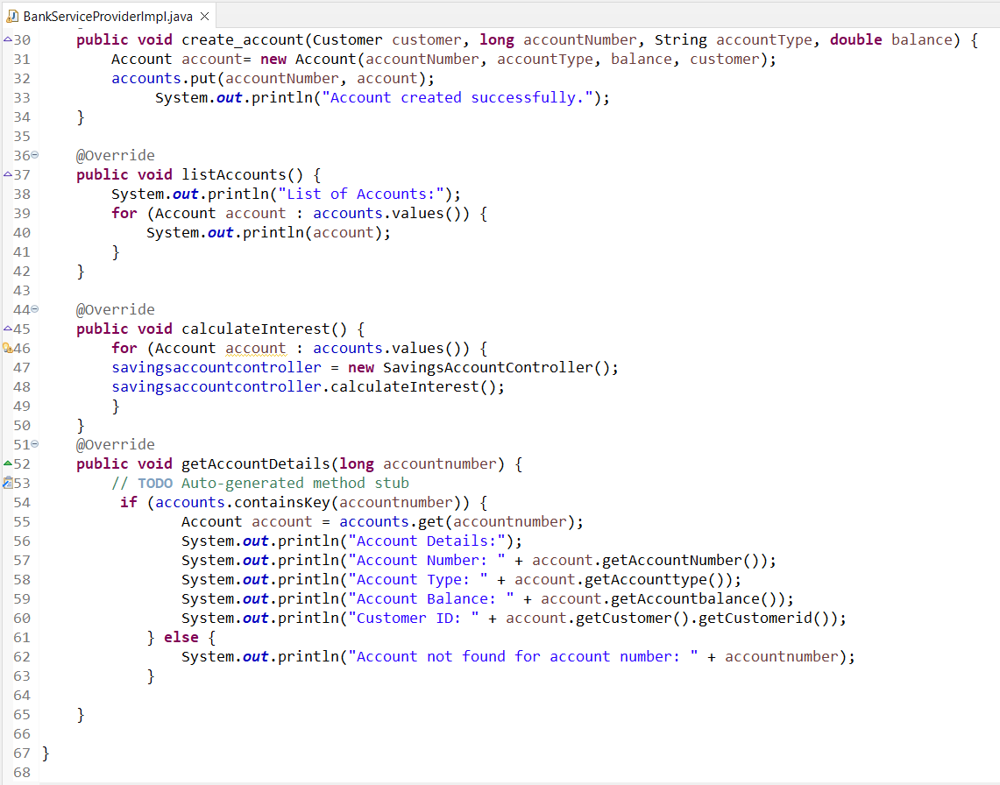 BankServiceProviderImpl.java
30 public void create_account(Customer customer, long accountNumber, String accountType, double balance) {
31 Account account= new Account(accountNumber, accountType, balance, customer);
32 accounts.put(accountNumber, account);
33 System.out.println("Account created successfully.");
34 }
35
36 @Override
37 public void listAccounts() {
38 System.out.println("List of Accounts:");
39 for (Account account : accounts.values()) {
40 System.out.println(account);
41 }
42 }
43
44 @Override
45 public void calculateInterest() {
46 for (Account account : accounts.values()) {
47 savingsaccountcontroller = new SavingsAccountController();
48 savingsaccountcontroller.calculateInterest();
49 }
50 }
51 @Override
52 public void getAccountDetails(long accountnumber) {
53 // TODO Auto-generated method stub
54 if (accounts.containsKey(accountnumber)) {
55 Account account = accounts.get(accountnumber);
56 System.out.println("Account Details:");
57 System.out.println("Account Number: " + account.getAccountNumber());
58 System.out.println("Account Type: " + account.getAccounttype());
59 System.out.println("Account Balance: " + account.getAccountbalance());
60 System.out.println("Customer ID: " + account.getCustomer().getCustomerid());
61 } else {
62 System.out.println("Account not found for account number: " + accountnumber);
63 }
64
65 }
66
67 }
68